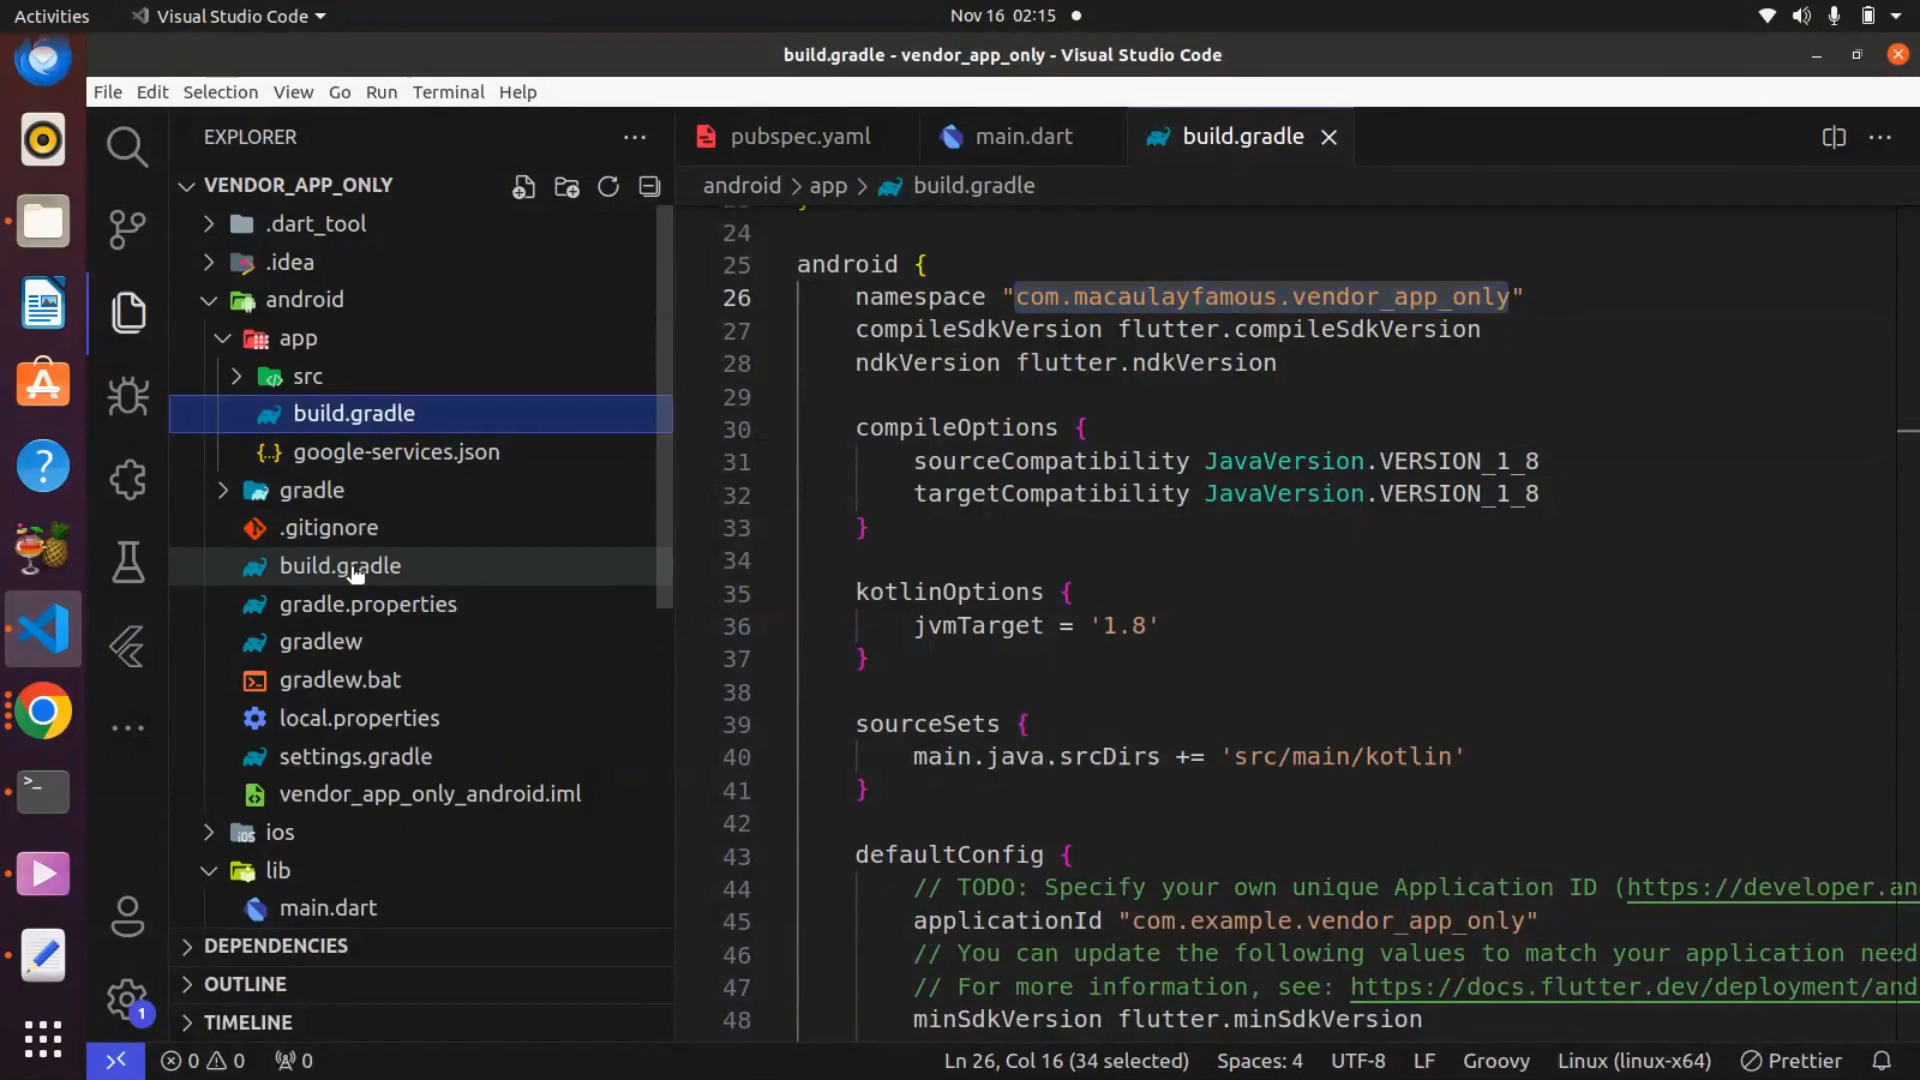 Activities
Visual Studio Code
Nov 16 02:15
build.gradle - vendor_app_only - Visual Studio Code
File Edit Selection View Go Run Terminal Help
EXPLORER
VENDOR_APP_ONLY
.dart_tool
.idea
android
app
src
build.gradle
google-services.json
gradle
.gitignore
build.gradle
gradle.properties
gradlew
gradlew.bat
local.properties
settings.gradle
vendor_app_only_android.iml
ios
lib
main.dart
DEPENDENCIES
OUTLINE
TIMELINE
pubspec.yaml main.dart build.gradle
android > app > build.gradle
24
25 android {
26 namespace "com.macaulayfamous.vendor_app_only"
27 compileSdkVersion flutter.compileSdkVersion
28 ndkVersion flutter.ndkVersion
29
30 compileOptions {
31 sourceCompatibility JavaVersion.VERSION_1_8
32 targetCompatibility JavaVersion.VERSION_1_8
33 }
34
35 kotlinOptions {
36 jvmTarget = '1.8'
37 }
38
39 sourceSets {
40 main.java.srcDirs += 'src/main/kotlin'
41 }
42
43 defaultConfig {
44 // TODO: Specify your own unique Application ID (https://developer.an
45 applicationId "com.example.vendor_app_only"
46 // You can update the following values to match your application need
47 // For more information, see: https://docs.flutter.dev/deployment/and
48 minSdkVersion flutter.minSdkVersion
1
0 0 0
Ln 26, Col 16 (34 selected) Spaces: 4 UTF-8 LF Groovy Linux (linux-x64) Prettier